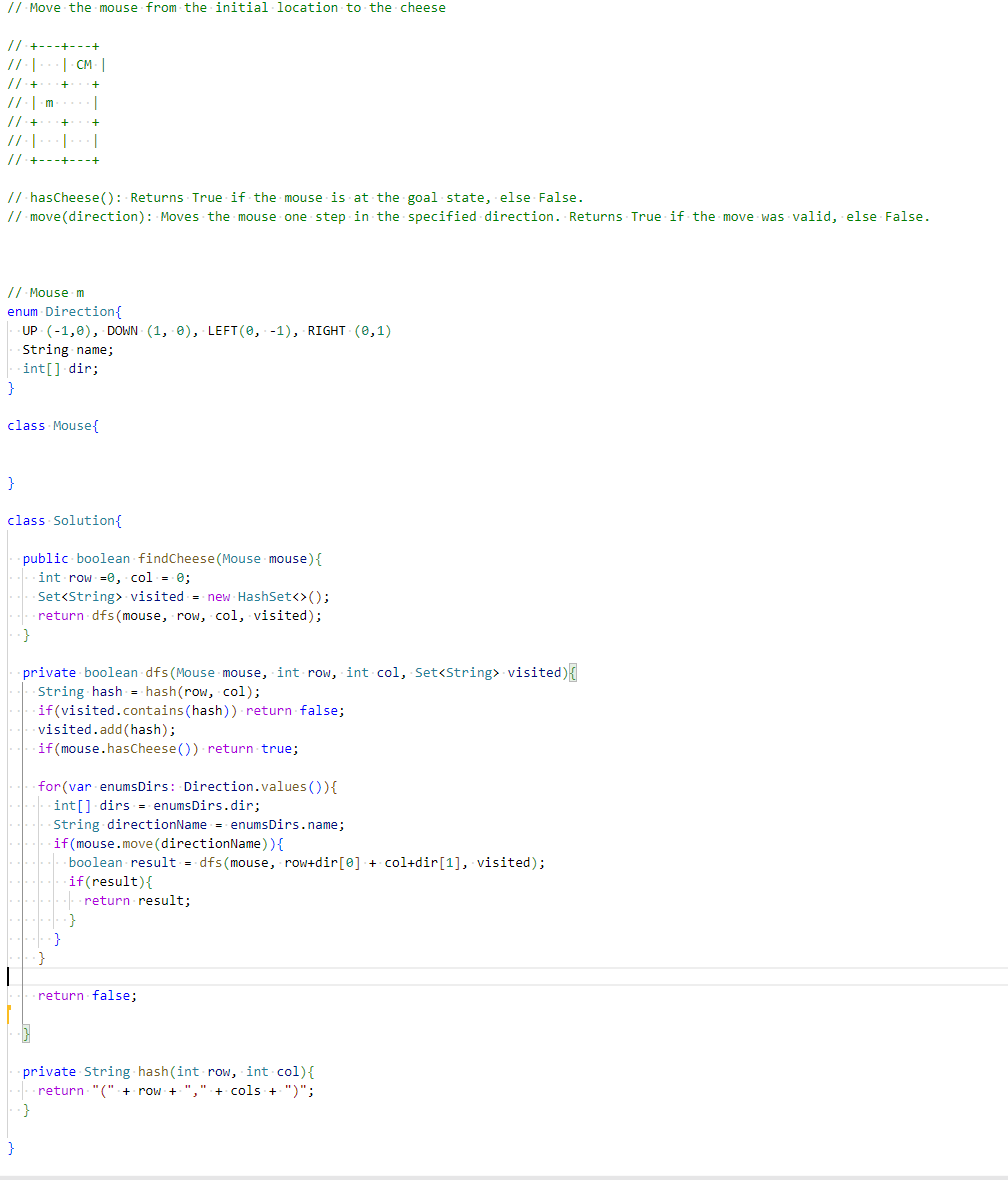 // Move the mouse from the initial location to the cheese
// +---+---+
// |   | CM |
// +   +   +
// | m     |
// +   +   +
// |   |   |
// +---+---+
// hasCheese(): Returns True if the mouse is at the goal state, else False.
// move(direction): Moves the mouse one step in the specified direction. Returns True if the move was valid, else False.
// Mouse m
enum Direction{
  UP (-1,0), DOWN (1, 0), LEFT(0, -1), RIGHT (0,1)
  String name;
  int[] dir;
}
class Mouse{
}
class Solution{
  public boolean findCheese(Mouse mouse){
    int row =0, col = 0;
    Set<String> visited = new HashSet<>();
    return dfs(mouse, row, col, visited);
  }
  private boolean dfs(Mouse mouse, int row, int col, Set<String> visited){
    String hash = hash(row, col);
    if(visited.contains(hash)) return false;
    visited.add(hash);
    if(mouse.hasCheese()) return true;
    for(var enumsDirs: Direction.values()){
      int[] dirs = enumsDirs.dir;
      String directionName = enumsDirs.name;
      if(mouse.move(directionName)){
        boolean result = dfs(mouse, row+dir[0] + col+dir[1], visited);
        if(result){
          return result;
        }
      }
    }
    return false;
  }
  private String hash(int row, int col){
    return "(" + row + "," + cols + ")";
  }
}